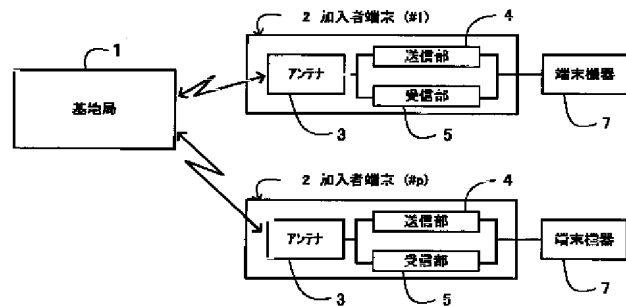 1
基地局
2 加入者端末 (#1)
4
アンテナ
送信部
受信部
3
5
端末機器
7
2 加入者端末 (#p)
4
アンテナ
送信部
受信部
3
5
端末機器
7